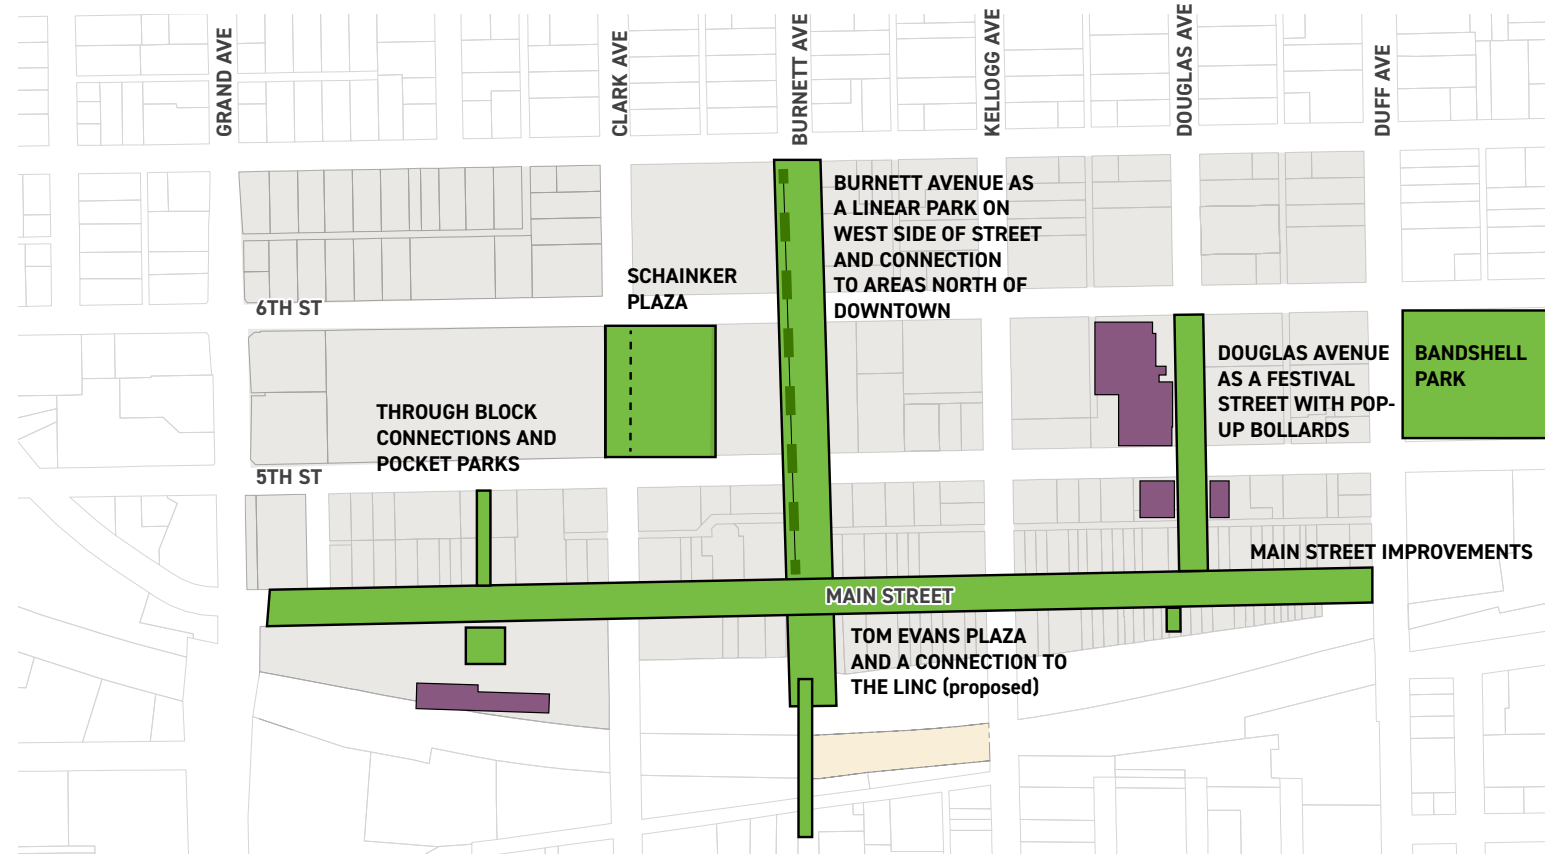 GRAND AVE
CLARK AVE
BURNETT AVE
KELLOGG AVE
DOUGLAS AVE
DUFF AVE
BURNETT AVENUE AS
A LINEAR PARK ON
WEST SIDE OF STREET
AND CONNECTION
TO AREAS NORTH OF
DOWNTOWN
SCHAINKER
PLAZA
6TH ST
DOUGLAS AVENUE
AS A FESTIVAL
STREET WITH POP-
UP BOLLARDS
BANDSHELL
PARK
THROUGH BLOCK
CONNECTIONS AND
POCKET PARKS
5TH ST
MAIN STREET IMPROVEMENTS
MAIN STREET
TOM EVANS PLAZA
AND A CONNECTION TO
THE LINC (proposed)